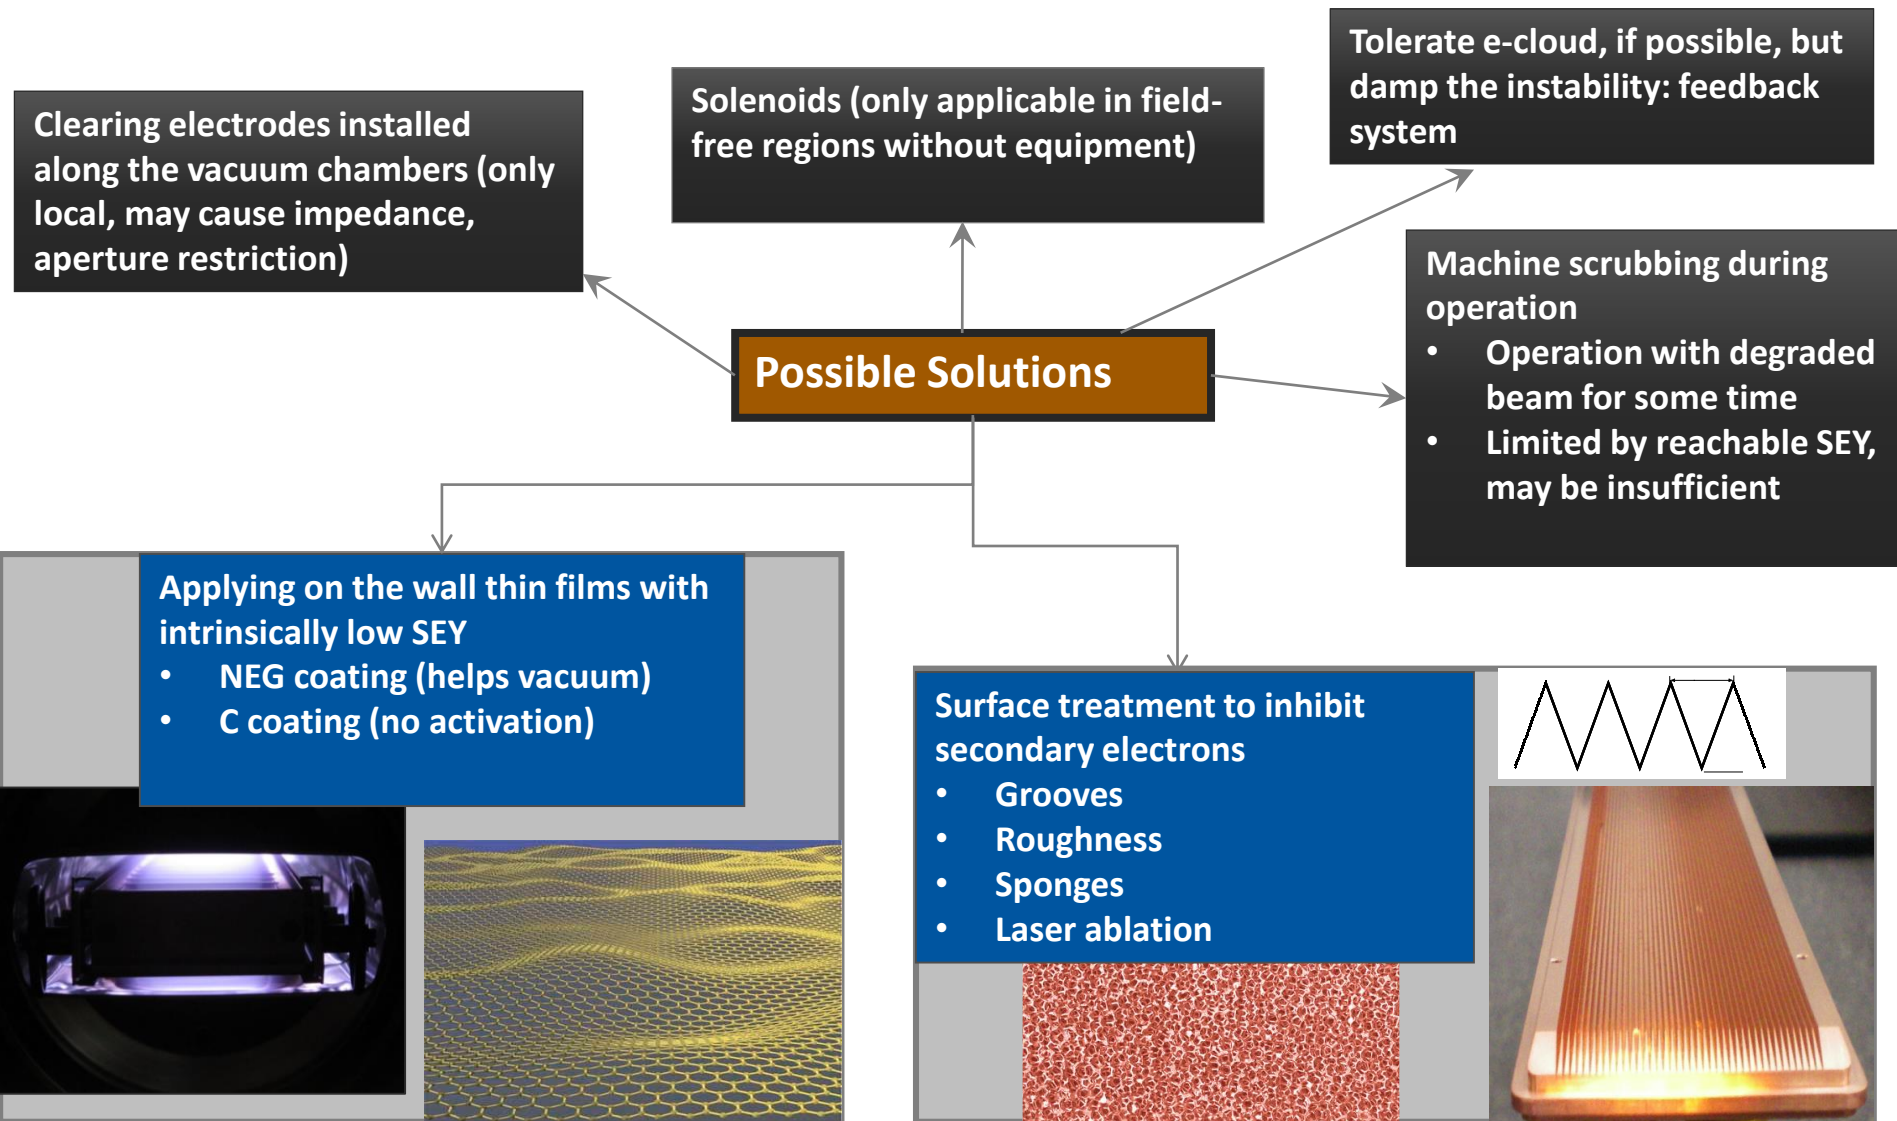 Tolerate e-cloud, if possible, but
damp the instability: feedback
system
Solenoids (only applicable in field-
free regions without equipment)
Clearing electrodes installed
along the vacuum chambers (only
local, may cause impedance,
aperture restriction)
Machine scrubbing during
operation
• Operation with degraded
beam for some time
• Limited by reachable SEY,
may be insufficient
Possible Solutions
Applying on the wall thin films with
intrinsically low SEY
• NEG coating (helps vacuum)
• C coating (no activation)
Surface treatment to inhibit
secondary electrons
• Grooves
• Roughness
• Sponges
• Laser ablation